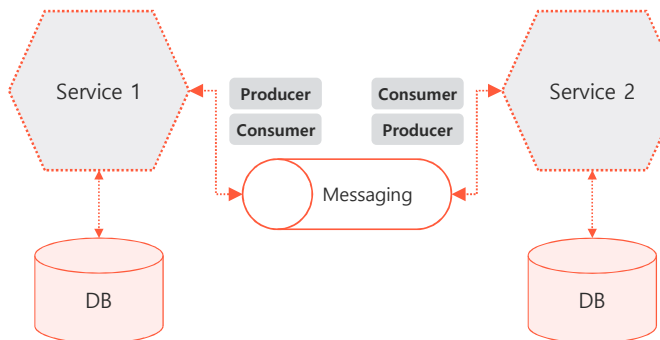 Service 1
Producer
Consumer
Consumer
Producer
Service 2
Messaging
DB
DB